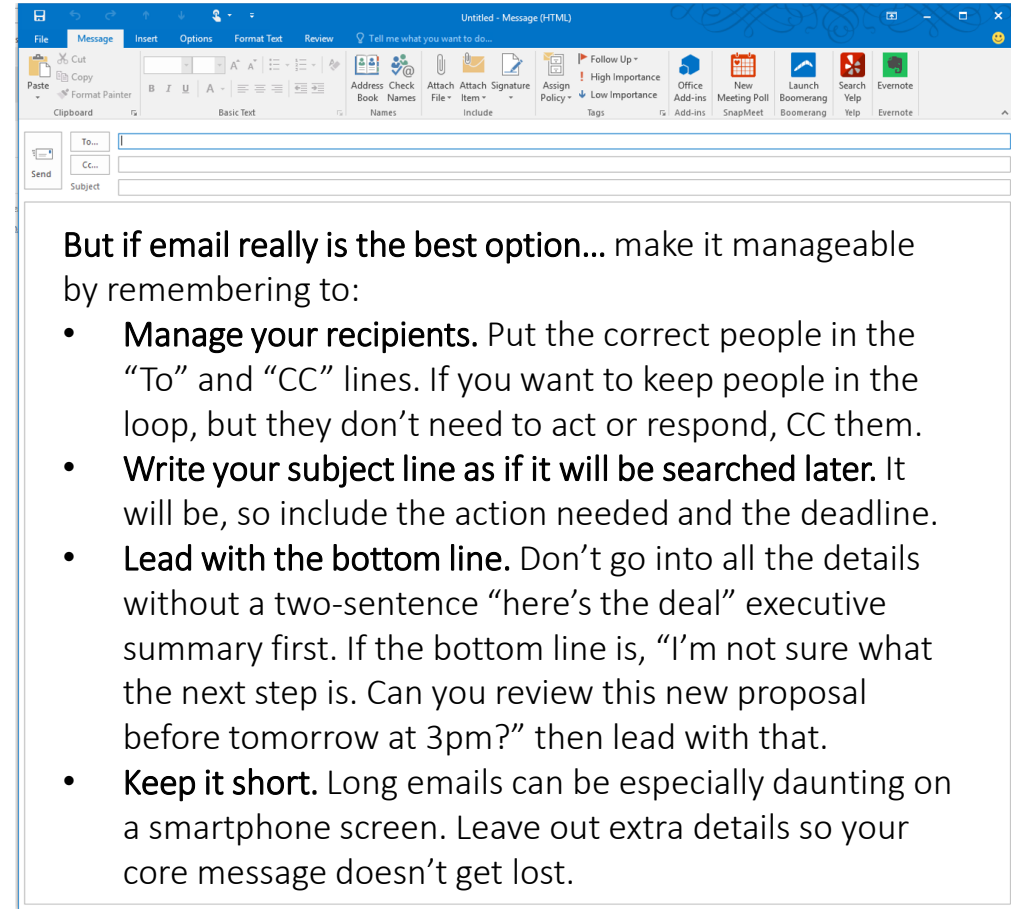 Untitled - Message (HTML)
File Message Insert Options Format Text Review Tell me what you want to do...
Paste
Cut
Copy
Format Painter
Clipboard
B I U A
Basic Text
Address Book
Check Names
Names
Attach File
Attach Item
Signature
Include
Assign Policy
Follow Up
High Importance
Low Importance
Tags
Office Add-ins
Add-ins
New Meeting Poll
SnapMeet
Launch Boomerang
Boomerang
Search Yelp
Yelp
Evernote
Evernote
Send
To...
Cc...
Subject
But if email really is the best option... make it manageable
by remembering to:
• Manage your recipients. Put the correct people in the
“To” and “CC” lines. If you want to keep people in the
loop, but they don’t need to act or respond, CC them.
• Write your subject line as if it will be searched later. It
will be, so include the action needed and the deadline.
• Lead with the bottom line. Don’t go into all the details
without a two-sentence “here’s the deal” executive
summary first. If the bottom line is, “I’m not sure what
the next step is. Can you review this new proposal
before tomorrow at 3pm?” then lead with that.
• Keep it short. Long emails can be especially daunting on
a smartphone screen. Leave out extra details so your
core message doesn’t get lost.